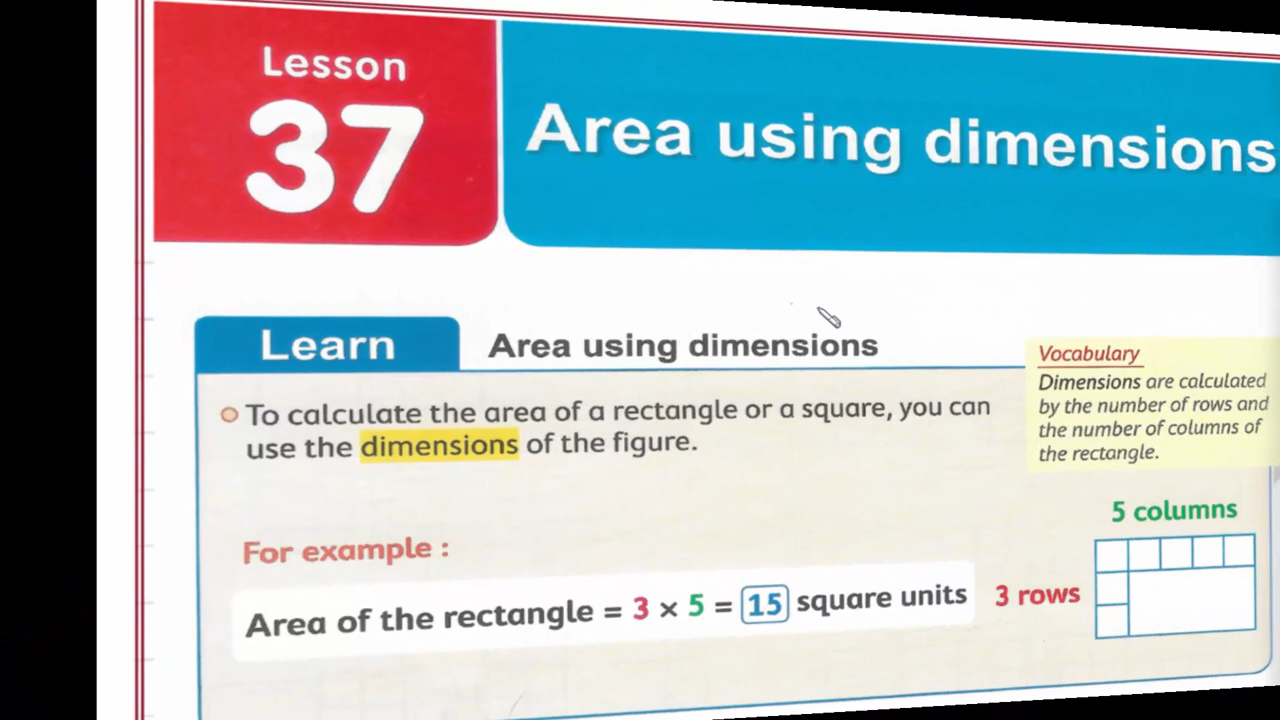 Lesson
37
Area using dimensions
Learn
Area using dimensions
Vocabulary
Dimensions are calculated
by the number of rows and
the number of columns of
the rectangle.
To calculate the area of a rectangle or a square, you can
use the dimensions of the figure.
5 columns
For example :
Area of the rectangle = 3 × 5 = 15 square units
3 rows